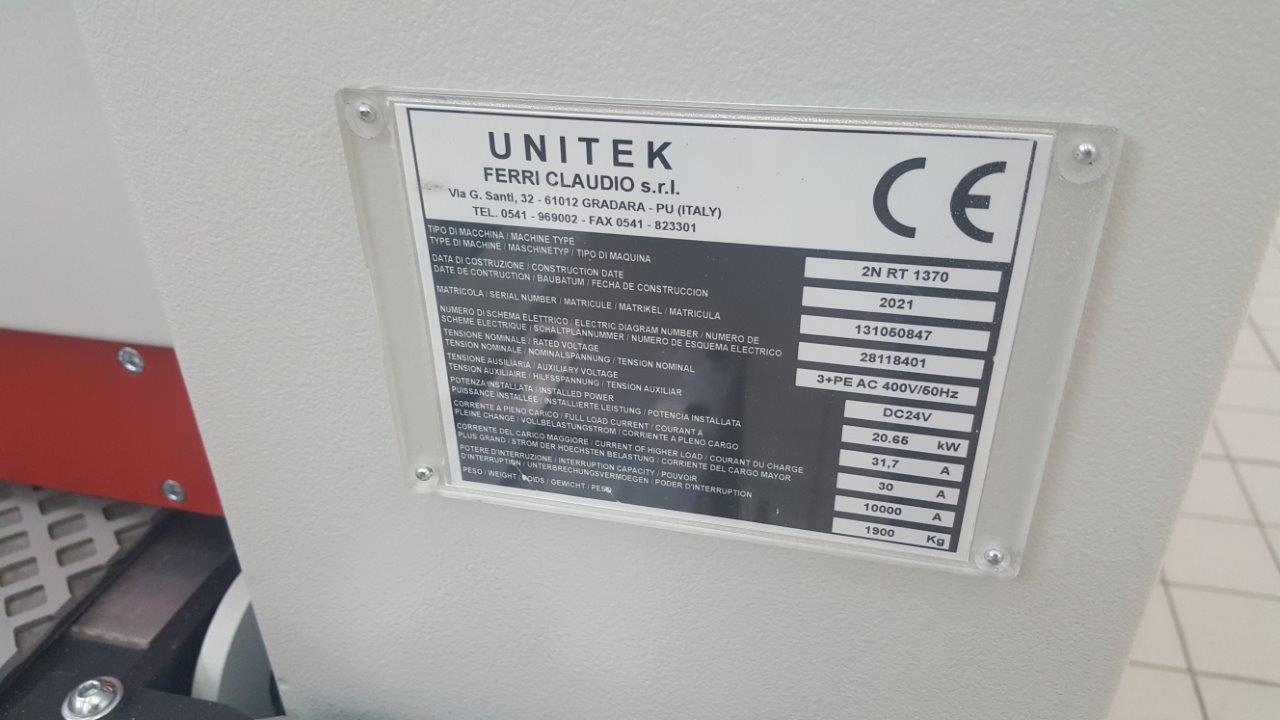 UNITEK
FERRI CLAUDIO s.r.l.
Via G. Santi, 32 - 61012 GRADARA - PU (ITALY)
TEL. 0541 - 969002 - FAX 0541 - 823301
CE
TIPO DI MACCHINA / MACHINE TYPE
TYPE DI MACHINE / MASCHINETYP / TIPO DI MAQUINA
2N RT 1370
DATA DI COSTRUZIONE / CONSTRUCTION DATE
DATE DE CONTRUCTION / BAUBATUM / FECHA DE CONSTRUCCION
2021
MATRICOLA / SERIAL NUMBER / MATRICULE / MATRIKEL / MATRICULA
131050847
NUMERO DI SCHEMA ELETTRICO / ELECTRIC DIAGRAM NUMBER / NUMERO DE
SCHEME ELECTRIQUE / SCHALTPLANNUMMER / NUMERO DE ESQUEMA ELECTRICO
28118401
TENSIONE NOMINALE / RATED VOLTAGE
TENSION NOMINALE / NOMINALSPANNUNG / TENSION NOMINAL
3+PE AC 400V/50Hz
TENSIONE AUSILIARIA / AUXILIARY VOLTAGE
TENSION AUXILIAIRE / HILFSSPANNUNG / TENSION AUXILIAR
DC24V
POTENZA INSTALLATA / INSTALLED POWER
PUISSANCE INSTALLEE / INSTALLIERTE LEISTUNG / POTENCIA INSTALLATA
20.65 kW
CORRENTE A PIENO CARICO / FULL LOAD CURRENT / COURANT A
PLEINE CHANGE / VOLLBELASTUNGSTROM / CORRIENTE A PLENO CARGO
31,7 A
CORRENTE DEL CARICO MAGGIORE / CURRENT OF HIGHER LOAD / COURANT DU CHARGE
PLUS GRAND / STROM DER HOECHSTEN BELASTUNG / CORRIENTE DEL CARGO MAYOR
30 A
POTERE D'INTERRUZIONE / INTERRUPTION CAPACITY / POUVOIR
D'INTERRUPTION / UNTERBRECHUNGSVERMOEGEN / PODER D'INTERRUPTION
10000 A
PESO / WEIGHT / POIDS / GEWICHT / PESO
1900 Kg